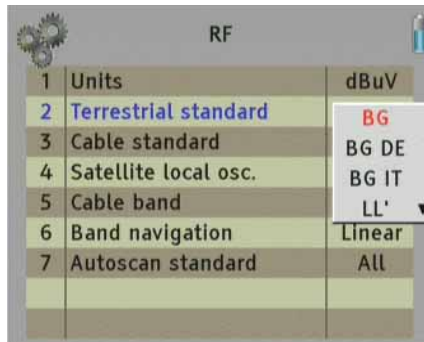 RF
1 Units dBuV
2 Terrestrial standard
BG
3 Cable standard
BG DE
4 Satellite local osc.
BG IT
5 Cable band
LL'
6 Band navigation Linear
7 Autoscan standard All